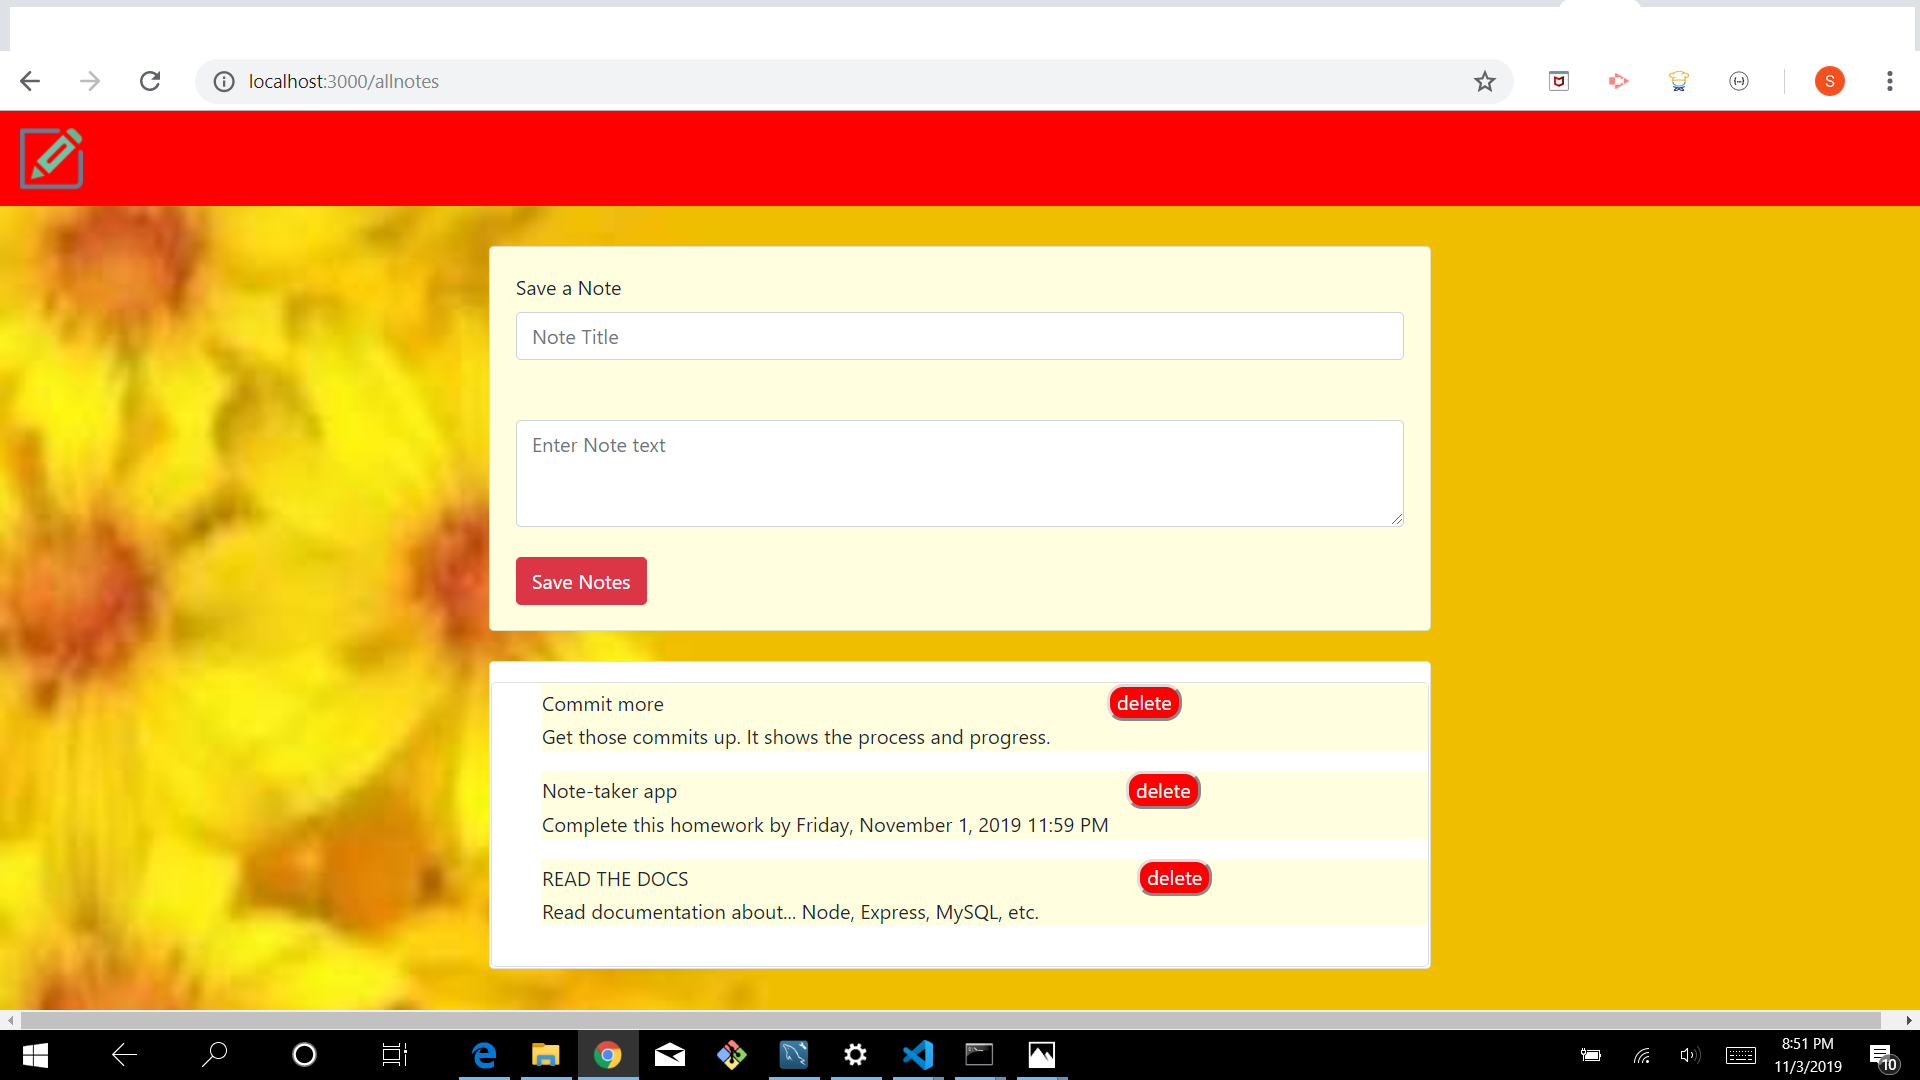 localhost:3000/allnotes
S
Save a Note
Note Title
Enter Note text
Save Notes
Commit more
delete
Get those commits up. It shows the process and progress.
Note-taker app
delete
Complete this homework by Friday, November 1, 2019 11:59 PM
READ THE DOCS
delete
Read documentation about... Node, Express, MySQL, etc.
8:51 PM
11/3/2019
10